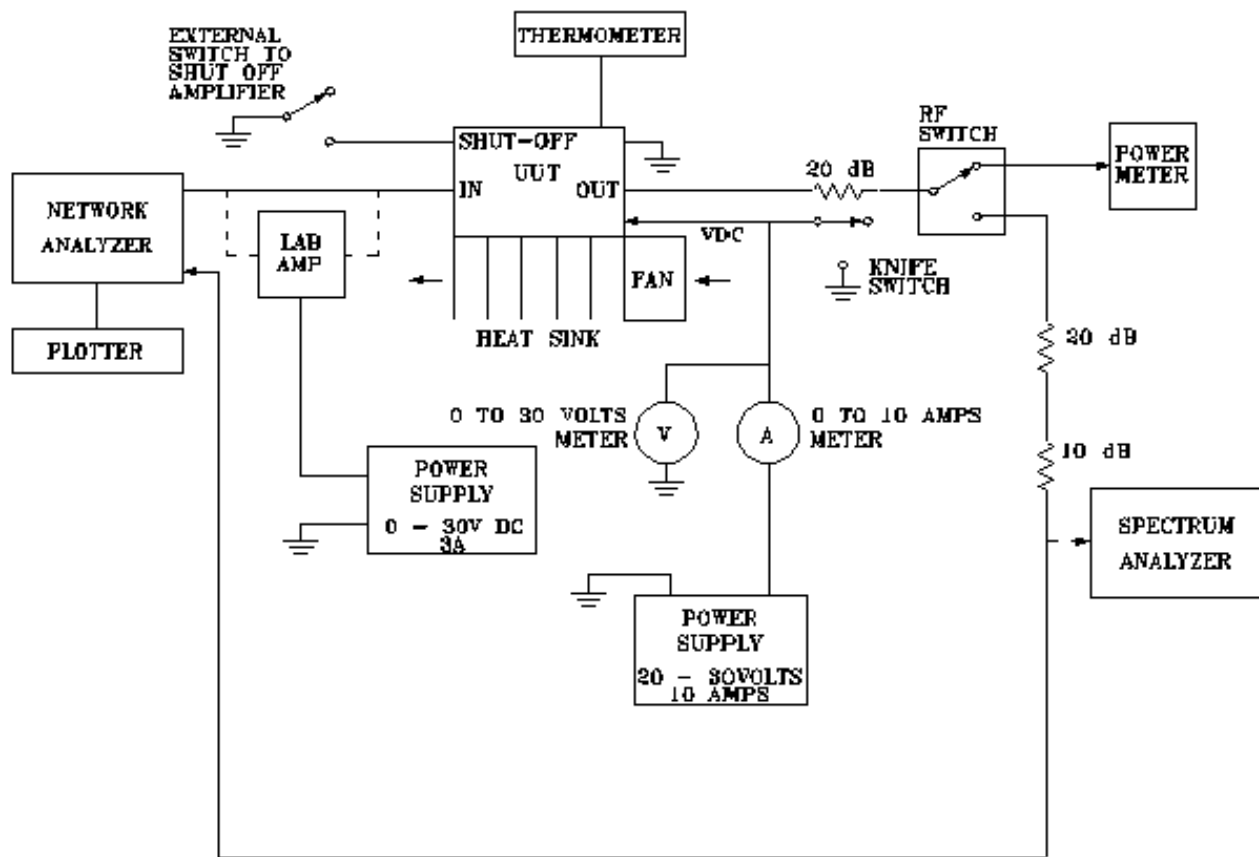 EXTERNAL
SWITCH TO
SHUT OFF
AMPLIFIER
THERMOMETER
RF
SWITCH
POWER
METER
SHUT-OFF
UUT
IN
OUT
20 dB
NETWORK
ANALYZER
LAB
AMP
VDC
FAN
KNIFE
SWITCH
HEAT SINK
PLOTTER
20 dB
0 TO 30 VOLTS
METER
V
A
0 TO 10 AMPS
METER
10 dB
POWER
SUPPLY
0 - 30V DC
3A
SPECTRUM
ANALYZER
POWER
SUPPLY
20 - 30VOLTS
10 AMPS